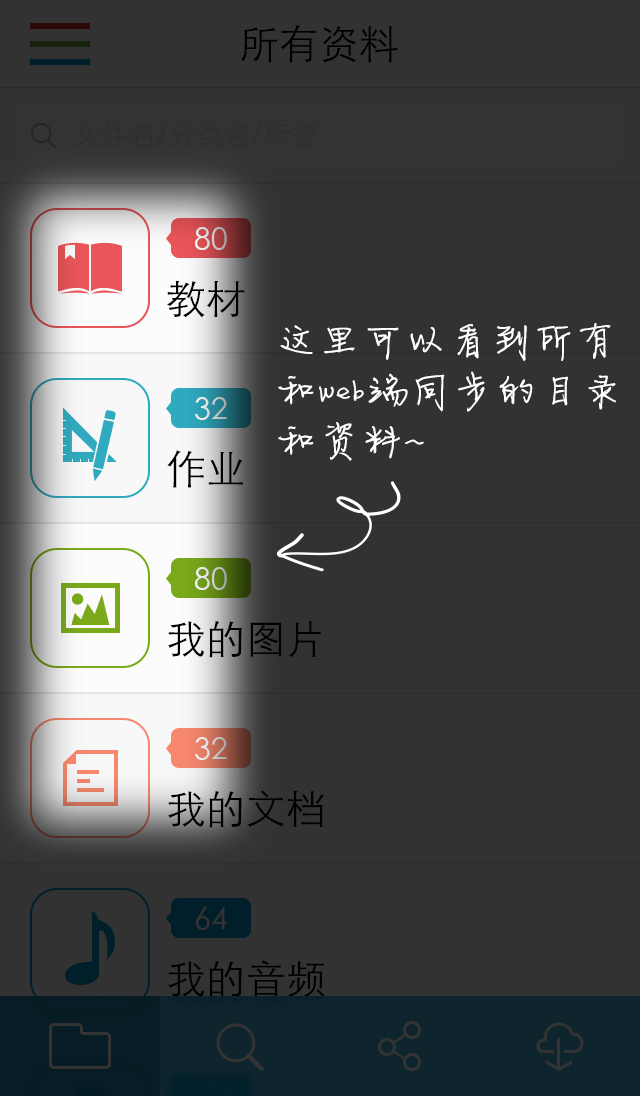 所有资料
文件名/分类名/标签
80
教材
这里可以看到所有
和web端同步的目录
和资料~
32
作业
80
我的图片
32
我的文档
64
我的音频